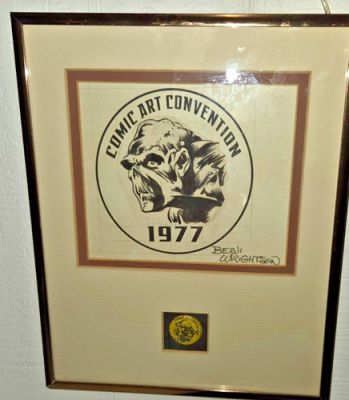 COMIC ART CONVENTION
1977
BERNI
WRIGHTSON